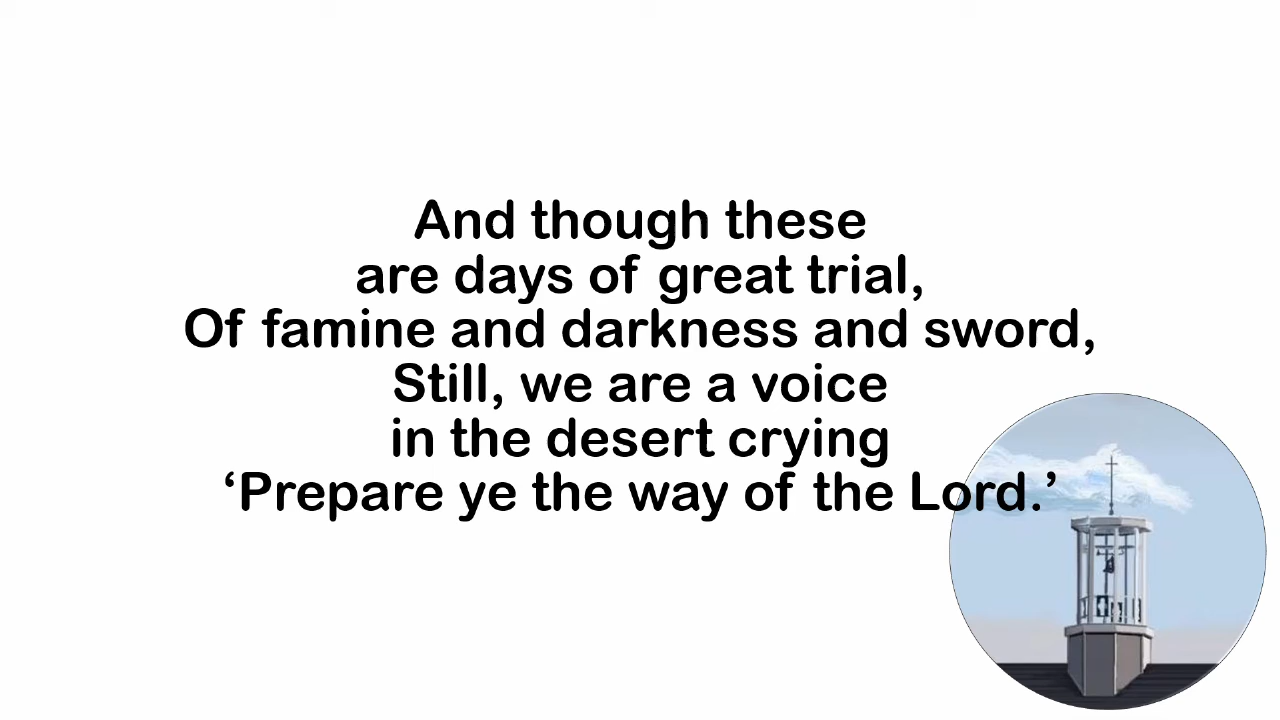 And though these
are days of great trial,
Of famine and darkness and sword,
Still, we are a voice
in the desert crying
‘Prepare ye the way of the Lord.’